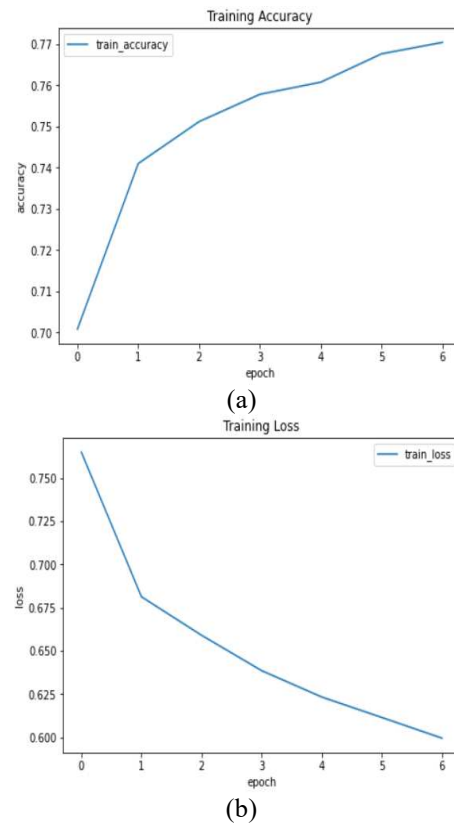 Training Accuracy
train_accuracy
0.77
0.76
0.75
0.74
0.73
0.72
0.71
0.70
accuracy
0 1 2 3 4 5 6
epoch
(a)
Training Loss
train_loss
0.750
0.725
0.700
0.675
0.650
0.625
0.600
loss
0 1 2 3 4 5 6
epoch
(b)